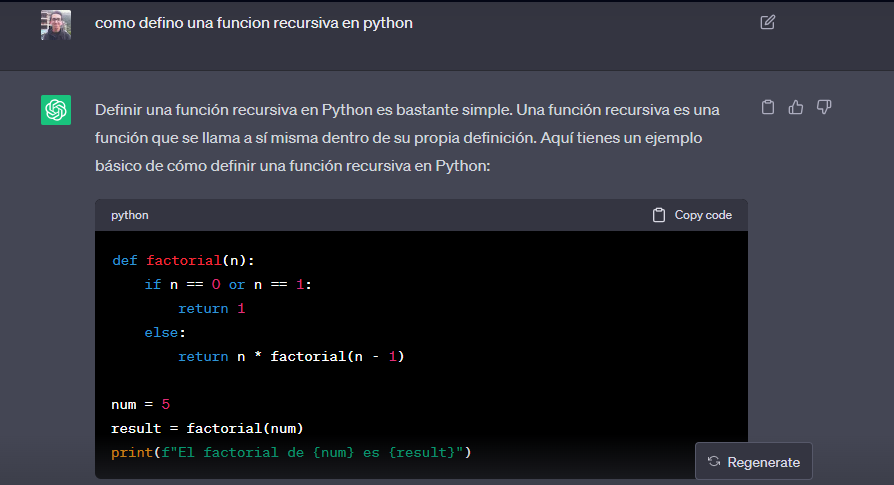 como defino una funcion recursiva en python
Definir una función recursiva en Python es bastante simple. Una función recursiva es una
función que se llama a sí misma dentro de su propia definición. Aquí tienes un ejemplo
básico de cómo definir una función recursiva en Python:
python Copy code
def factorial(n):
    if n == 0 or n == 1:
        return 1
    else:
        return n * factorial(n - 1)
num = 5
result = factorial(num)
print(f"El factorial de {num} es {result}")
Regenerate